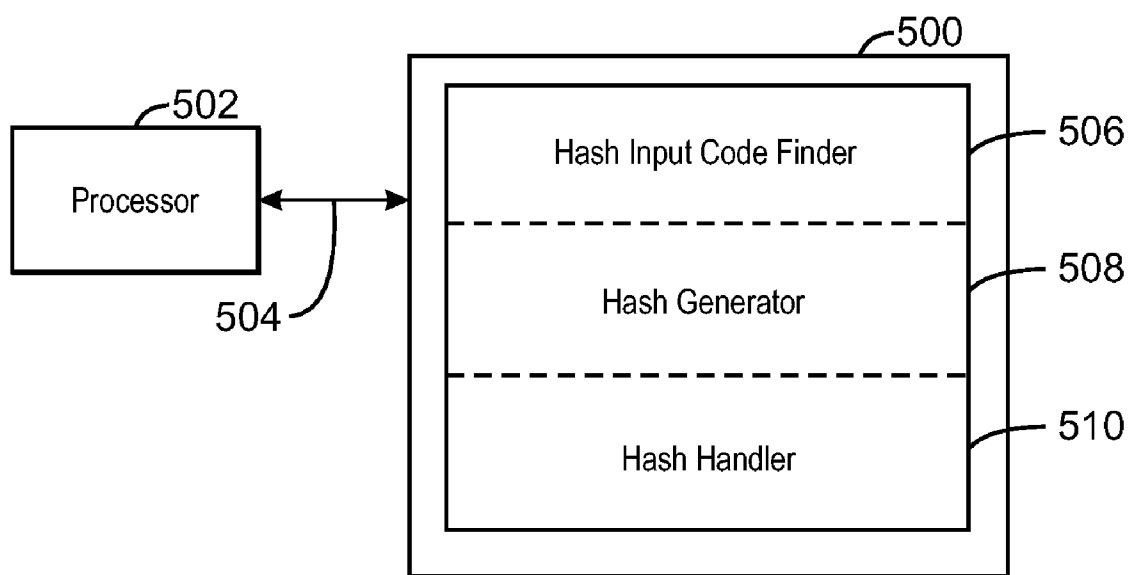 500
502
506
Hash Input Code Finder
Processor
508
504
Hash Generator
510
Hash Handler